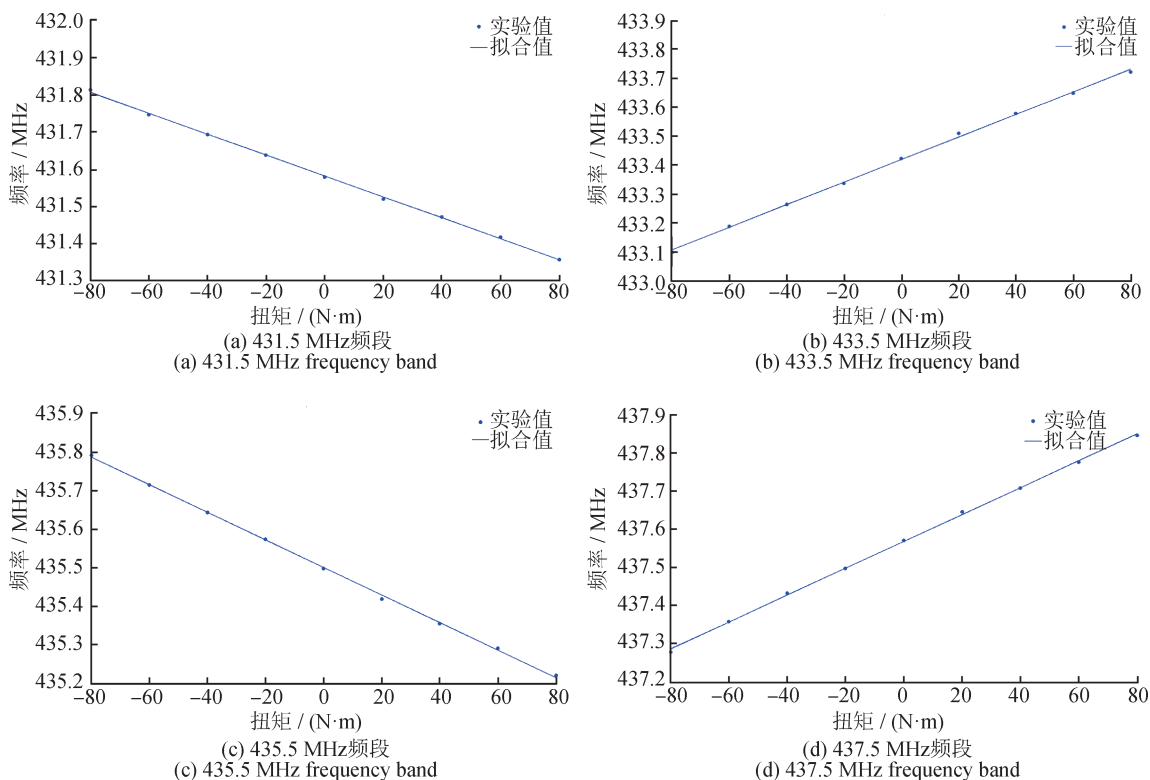 432.0
431.9
431.8
431.7
431.6
431.5
431.4
431.3
频率 / MHz
• 实验值
—拟合值
−80 −60 −40 −20 0 20 40 60 80
扭矩 / (N·m)
(a) 431.5 MHz频段
(a) 431.5 MHz frequency band
433.9
433.8
433.7
433.6
433.5
433.4
433.3
433.2
433.1
433.0
频率 / MHz
• 实验值
—拟合值
−80 −60 −40 −20 0 20 40 60 80
扭矩 / (N·m)
(b) 433.5 MHz频段
(b) 433.5 MHz frequency band
435.9
435.8
435.7
435.6
435.5
435.4
435.3
435.2
频率 / MHz
• 实验值
—拟合值
−80 −60 −40 −20 0 20 40 60 80
扭矩 / (N·m)
(c) 435.5 MHz频段
(c) 435.5 MHz frequency band
437.9
437.8
437.7
437.6
437.5
437.4
437.3
437.2
频率 / MHz
• 实验值
—拟合值
−80 −60 −40 −20 0 20 40 60 80
扭矩 / (N·m)
(d) 437.5 MHz频段
(d) 437.5 MHz frequency band